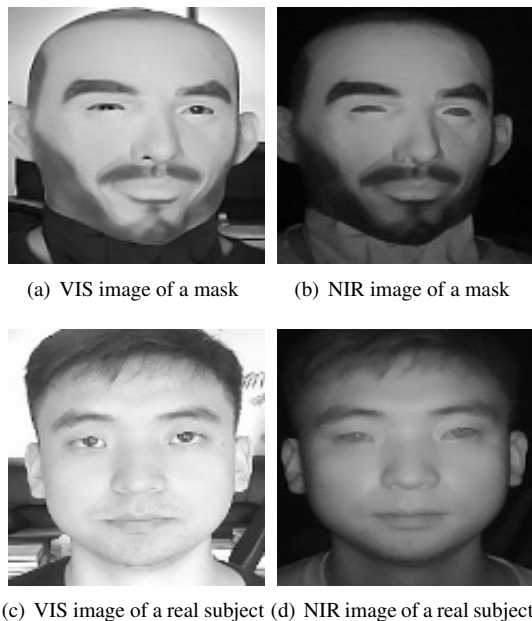 (a) VIS image of a mask
(b) NIR image of a mask
(c) VIS image of a real subject
(d) NIR image of a real subject